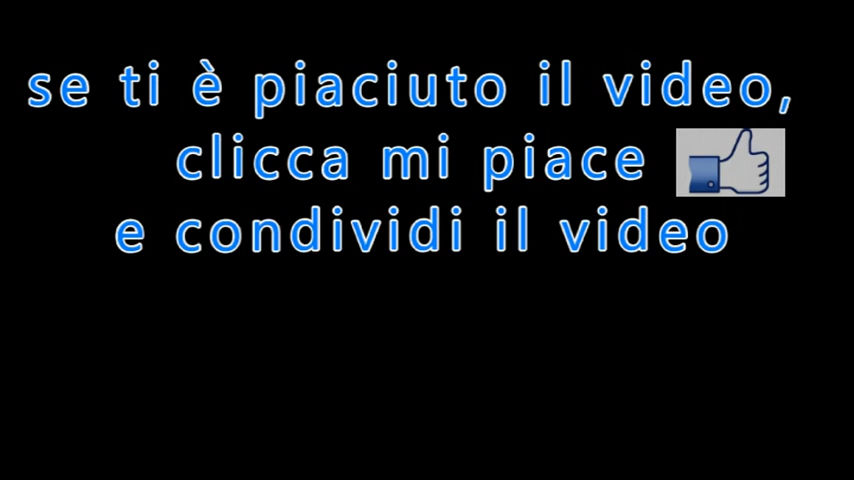 se ti è piaciuto il video,
clicca mi piace
e condividi il video